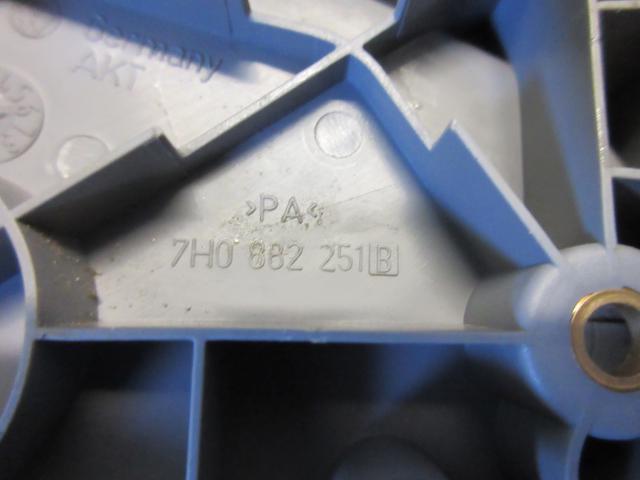 Germany
AKT
>PA<
7H0 882 251 B